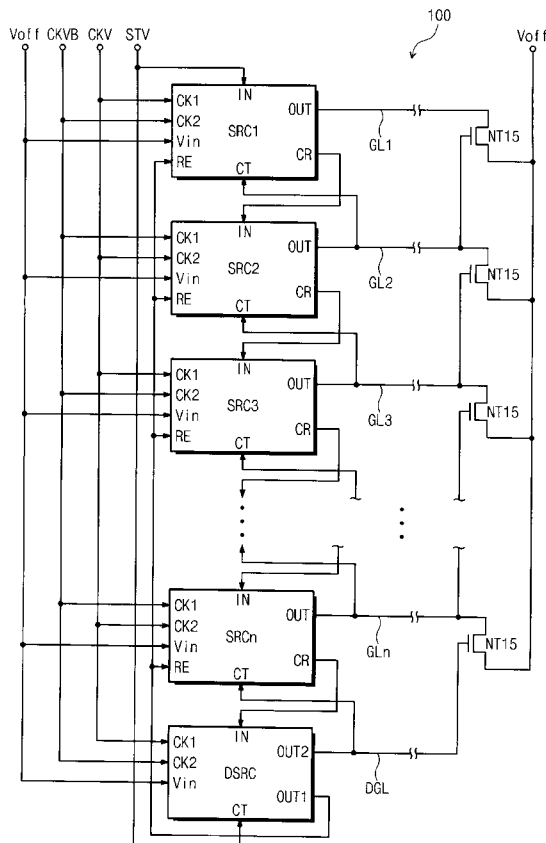 Voff CKVB CKV STV
100
Voff
IN
CK1
CK2
Vin
RE
SRC1
OUT
CR
CT
GL1
NT15
IN
CK1
CK2
Vin
RE
SRC2
OUT
CR
CT
GL2
NT15
IN
CK1
CK2
Vin
RE
SRC3
OUT
CR
CT
GL3
NT15
IN
CK1
CK2
Vin
RE
SRCn
OUT
CR
CT
GLn
NT15
IN
CK1
CK2
Vin
DSRC
OUT2
OUT1
CT
DGL